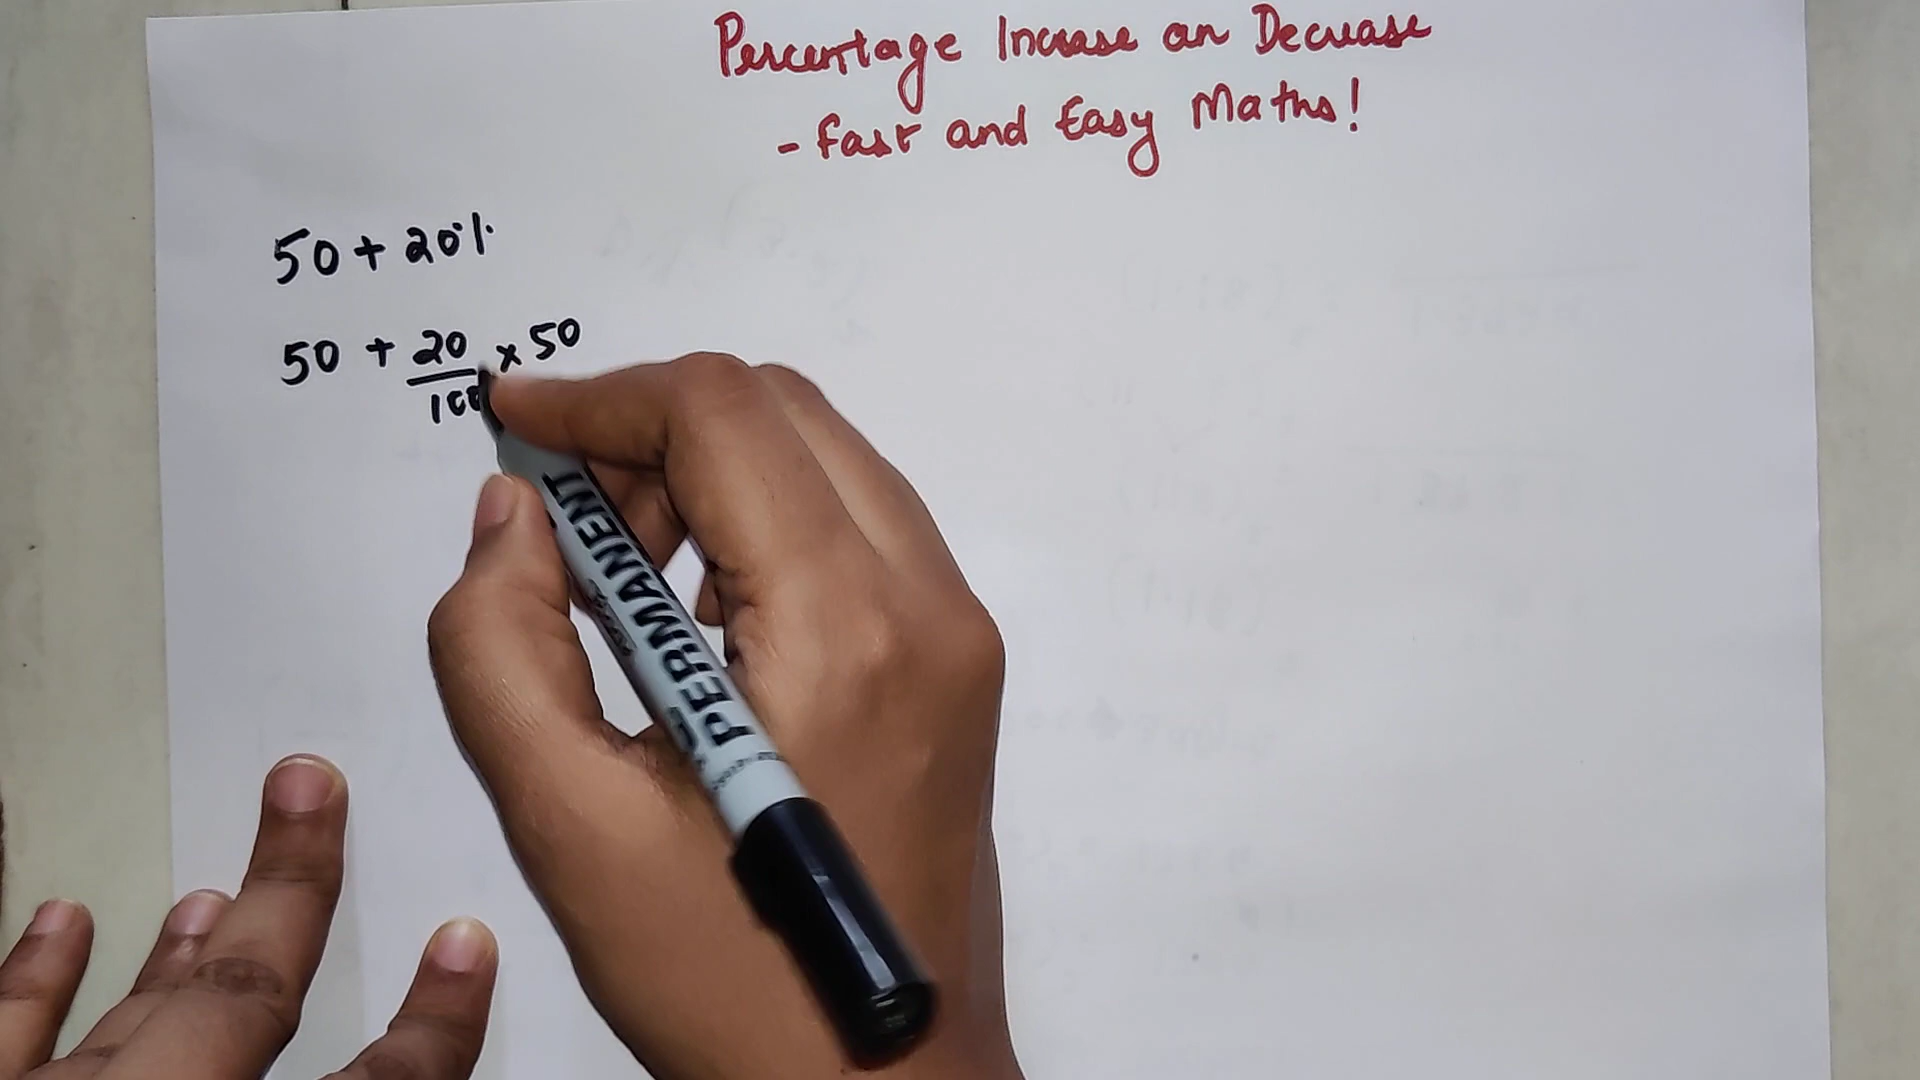 Percentage Increase an Decrease
- Fast and Easy Maths!
50 + 20%
50 + 20/100 × 50
PERMANENT